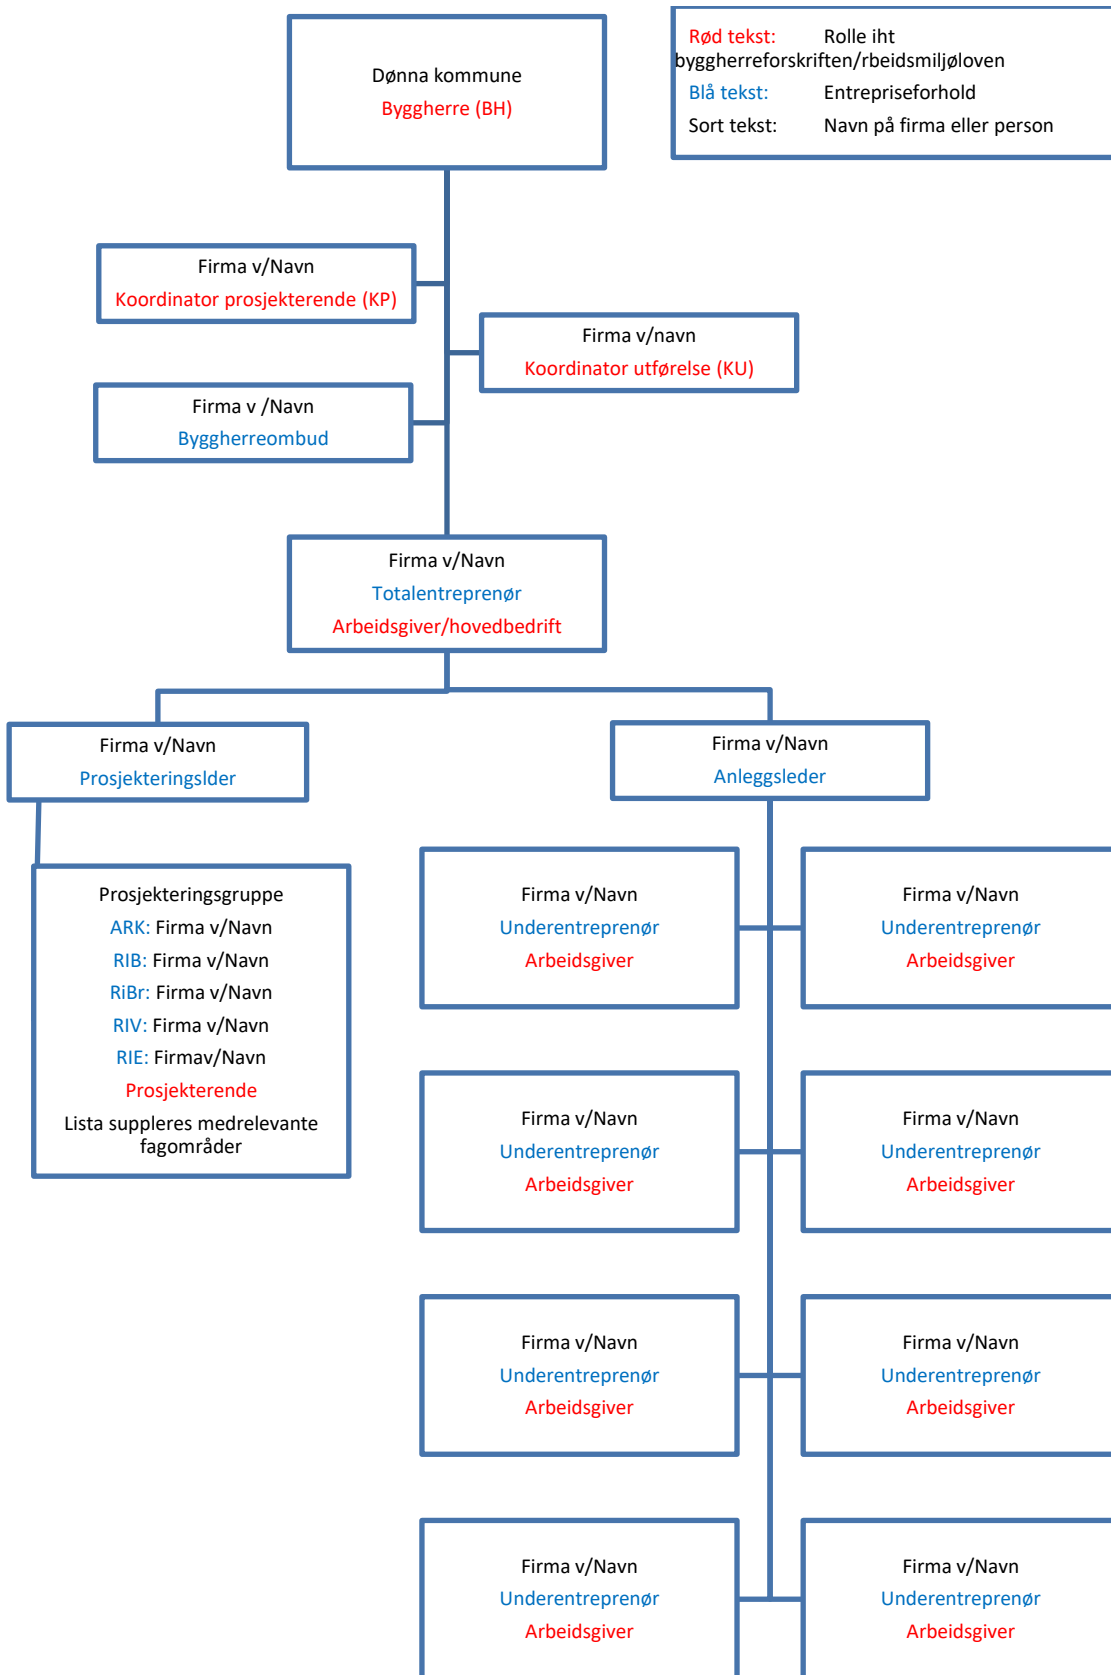 Dønna kommune
Byggherre (BH)
Rød tekst: Rolle iht
byggherreforskriften/rbeidsmiljøloven
Blå tekst: Entrepriseforhold
Sort tekst: Navn på firma eller person
Firma v/Navn
Koordinator prosjekterende (KP)
Firma v/navn
Koordinator utførelse (KU)
Firma v /Navn
Byggherreombud
Firma v/Navn
Totalentreprenør
Arbeidsgiver/hovedbedrift
Firma v/Navn
Prosjekteringslder
Firma v/Navn
Anleggsleder
Prosjekteringsgruppe
ARK: Firma v/Navn
RIB: Firma v/Navn
RiBr: Firma v/Navn
RIV: Firma v/Navn
RIE: Firmav/Navn
Prosjekterende
Lista suppleres medrelevante
fagområder
Firma v/Navn
Underentreprenør
Arbeidsgiver
Firma v/Navn
Underentreprenør
Arbeidsgiver
Firma v/Navn
Underentreprenør
Arbeidsgiver
Firma v/Navn
Underentreprenør
Arbeidsgiver
Firma v/Navn
Underentreprenør
Arbeidsgiver
Firma v/Navn
Underentreprenør
Arbeidsgiver
Firma v/Navn
Underentreprenør
Arbeidsgiver
Firma v/Navn
Underentreprenør
Arbeidsgiver